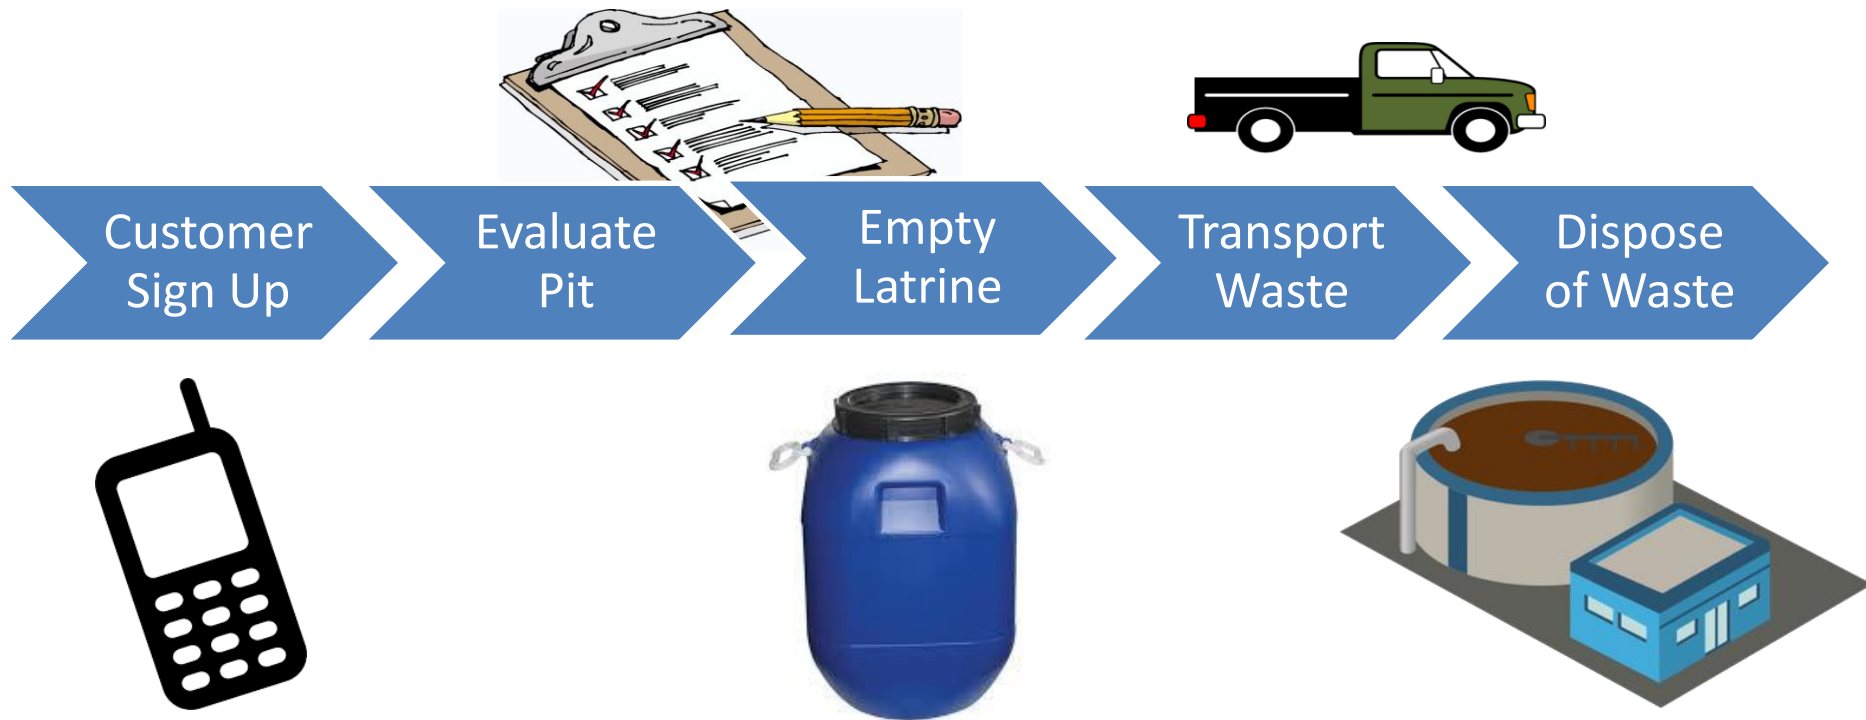 Customer
Sign Up
Evaluate
Pit
Empty
Latrine
Transport
Waste
Dispose
of Waste